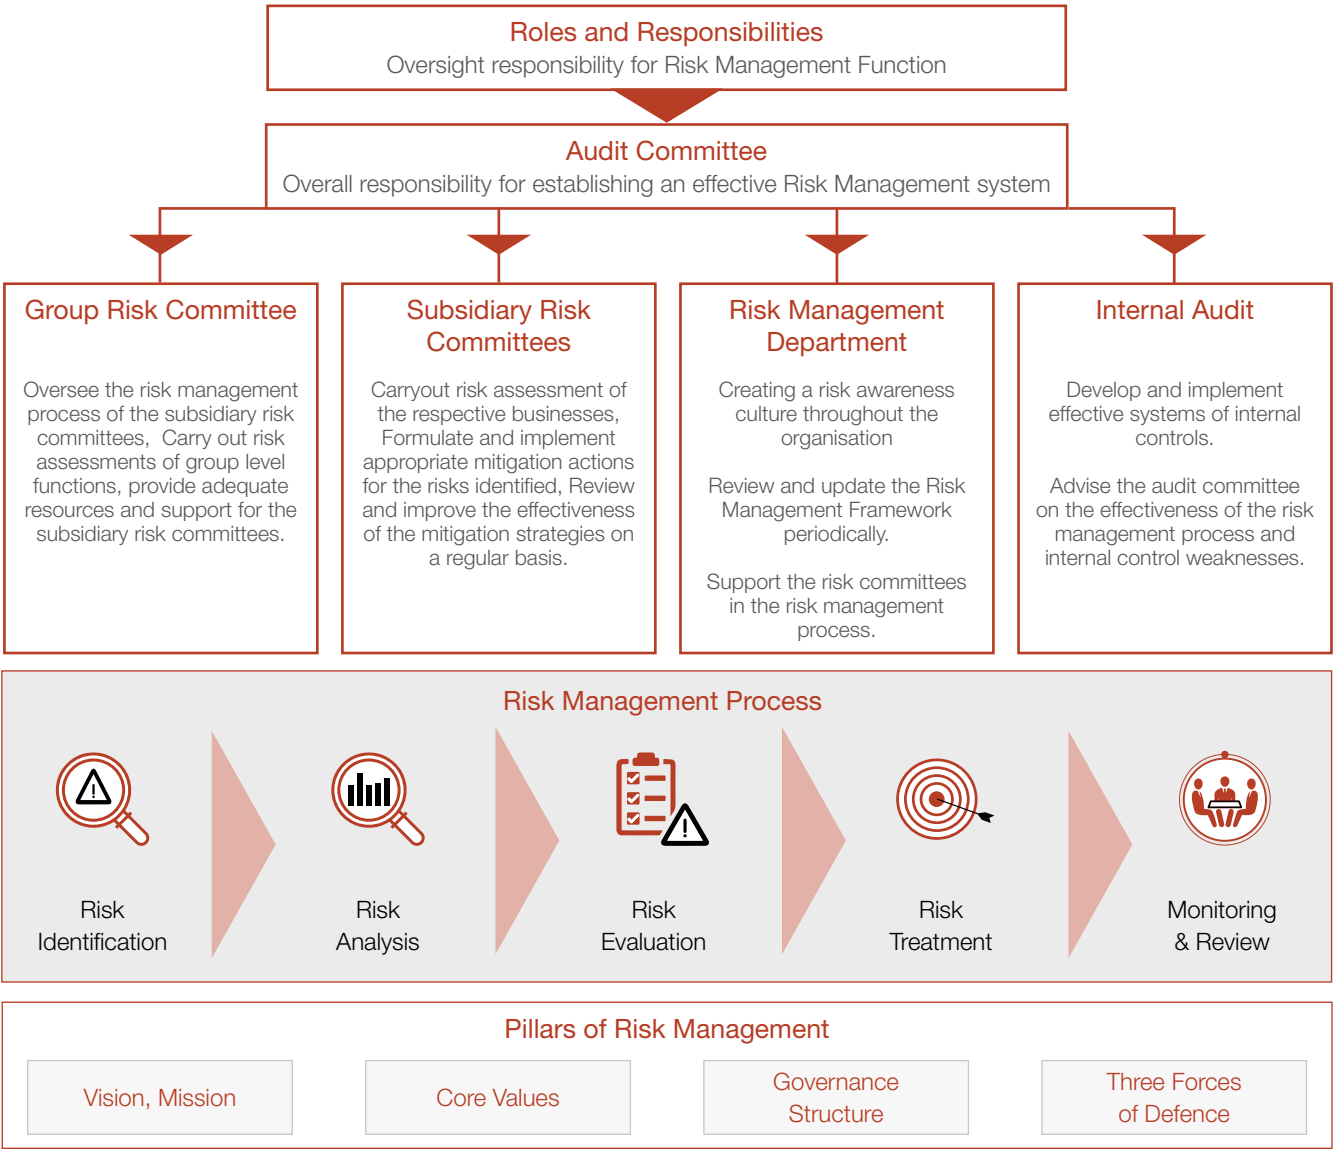 Roles and Responsibilities
Oversight responsibility for Risk Management Function
Audit Committee
Overall responsibility for establishing an effective Risk Management system
Group Risk Committee
Oversee the risk management
process of the subsidiary risk
committees, Carry out risk
assessments of group level
functions, provide adequate
resources and support for the
subsidiary risk committees.
Subsidiary Risk
Committees
Carryout risk assessment of
the respective businesses,
Formulate and implement
appropriate mitigation actions
for the risks identified, Review
and improve the effectiveness
of the mitigation strategies on
a regular basis.
Risk Management
Department
Creating a risk awareness
culture throughout the
organisation
Review and update the Risk
Management Framework
periodically.
Support the risk committees
in the risk management
process.
Internal Audit
Develop and implement
effective systems of internal
controls.
Advise the audit committee
on the effectiveness of the risk
management process and
internal control weaknesses.
Risk Management Process
Risk
Identification
Risk
Analysis
Risk
Evaluation
Risk
Treatment
Monitoring
& Review
Pillars of Risk Management
Vision, Mission
Core Values
Governance
Structure
Three Forces
of Defence